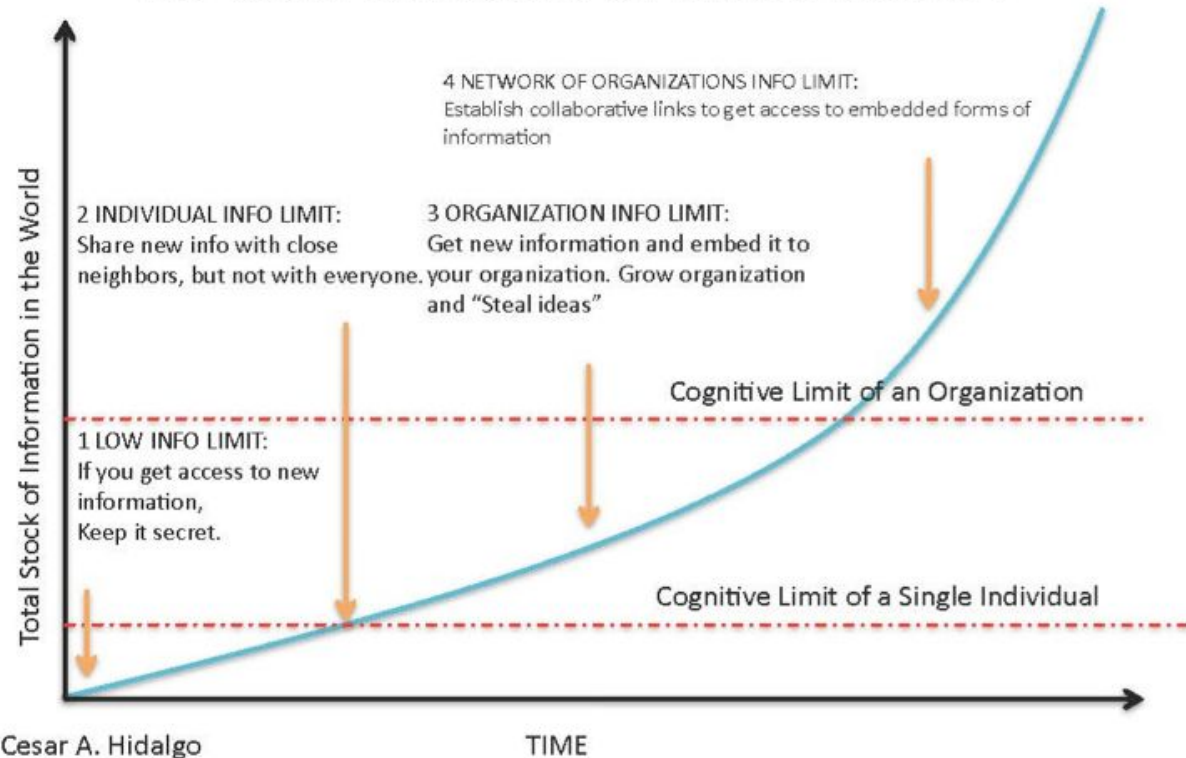 4 NETWORK OF ORGANIZATIONS INFO LIMIT:
Establish collaborative links to get access to embedded forms of
information
2 INDIVIDUAL INFO LIMIT:
Share new info with close
neighbors, but not with everyone.
3 ORGANIZATION INFO LIMIT:
Get new information and embed it to
your organization. Grow organization
and “Steal ideas”
Total Stock of Information in the World
Cognitive Limit of an Organization
1 LOW INFO LIMIT:
If you get access to new
information,
Keep it secret.
Cognitive Limit of a Single Individual
Cesar A. Hidalgo
TIME